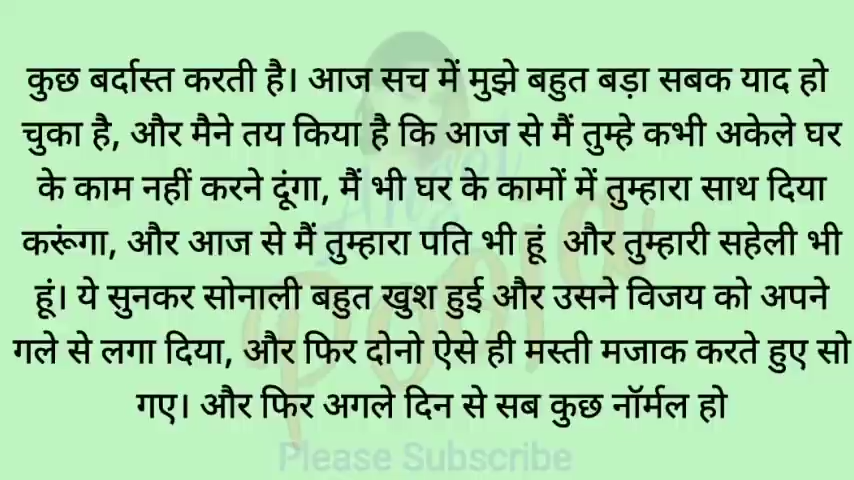 कुछ बर्दास्त करती है। आज सच में मुझे बहुत बड़ा सबक याद हो
चुका है, और मैने तय किया है कि आज से मैं तुम्हे कभी अकेले घर
के काम नहीं करने दूंगा, मैं भी घर के कामों में तुम्हारा साथ दिया
करूंगा, और आज से मैं तुम्हारा पति भी हूं और तुम्हारी सहेली भी
हूं। ये सुनकर सोनाली बहुत खुश हुई और उसने विजय को अपने
गले से लगा दिया, और फिर दोनो ऐसे ही मस्ती मजाक करते हुए सो
गए। और फिर अगले दिन से सब कुछ नॉर्मल हो
Please Subscribe